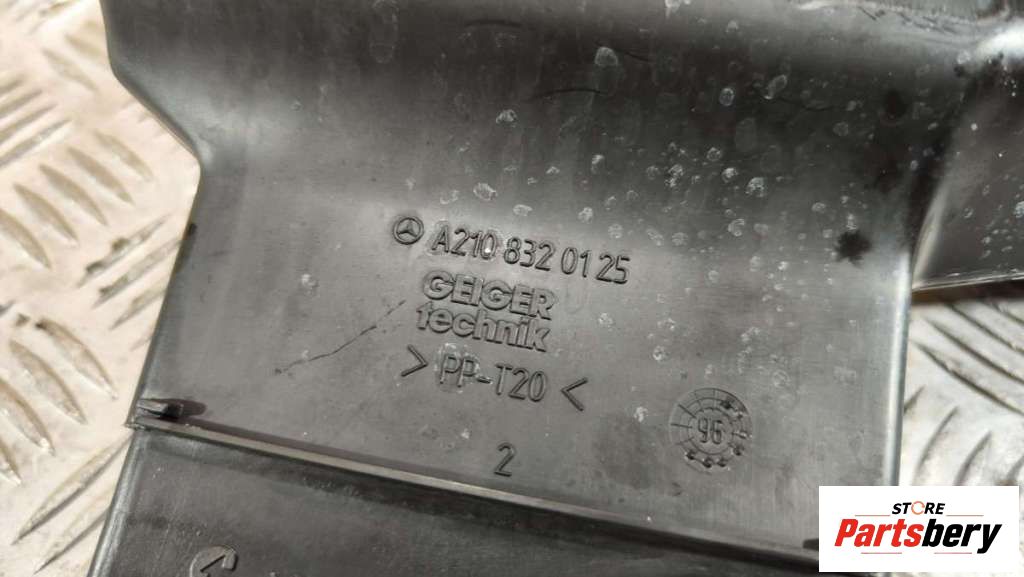 A210 832 01 25
GEIGER
technik
> PP-T20 <
2
96
STORE
Partsbery